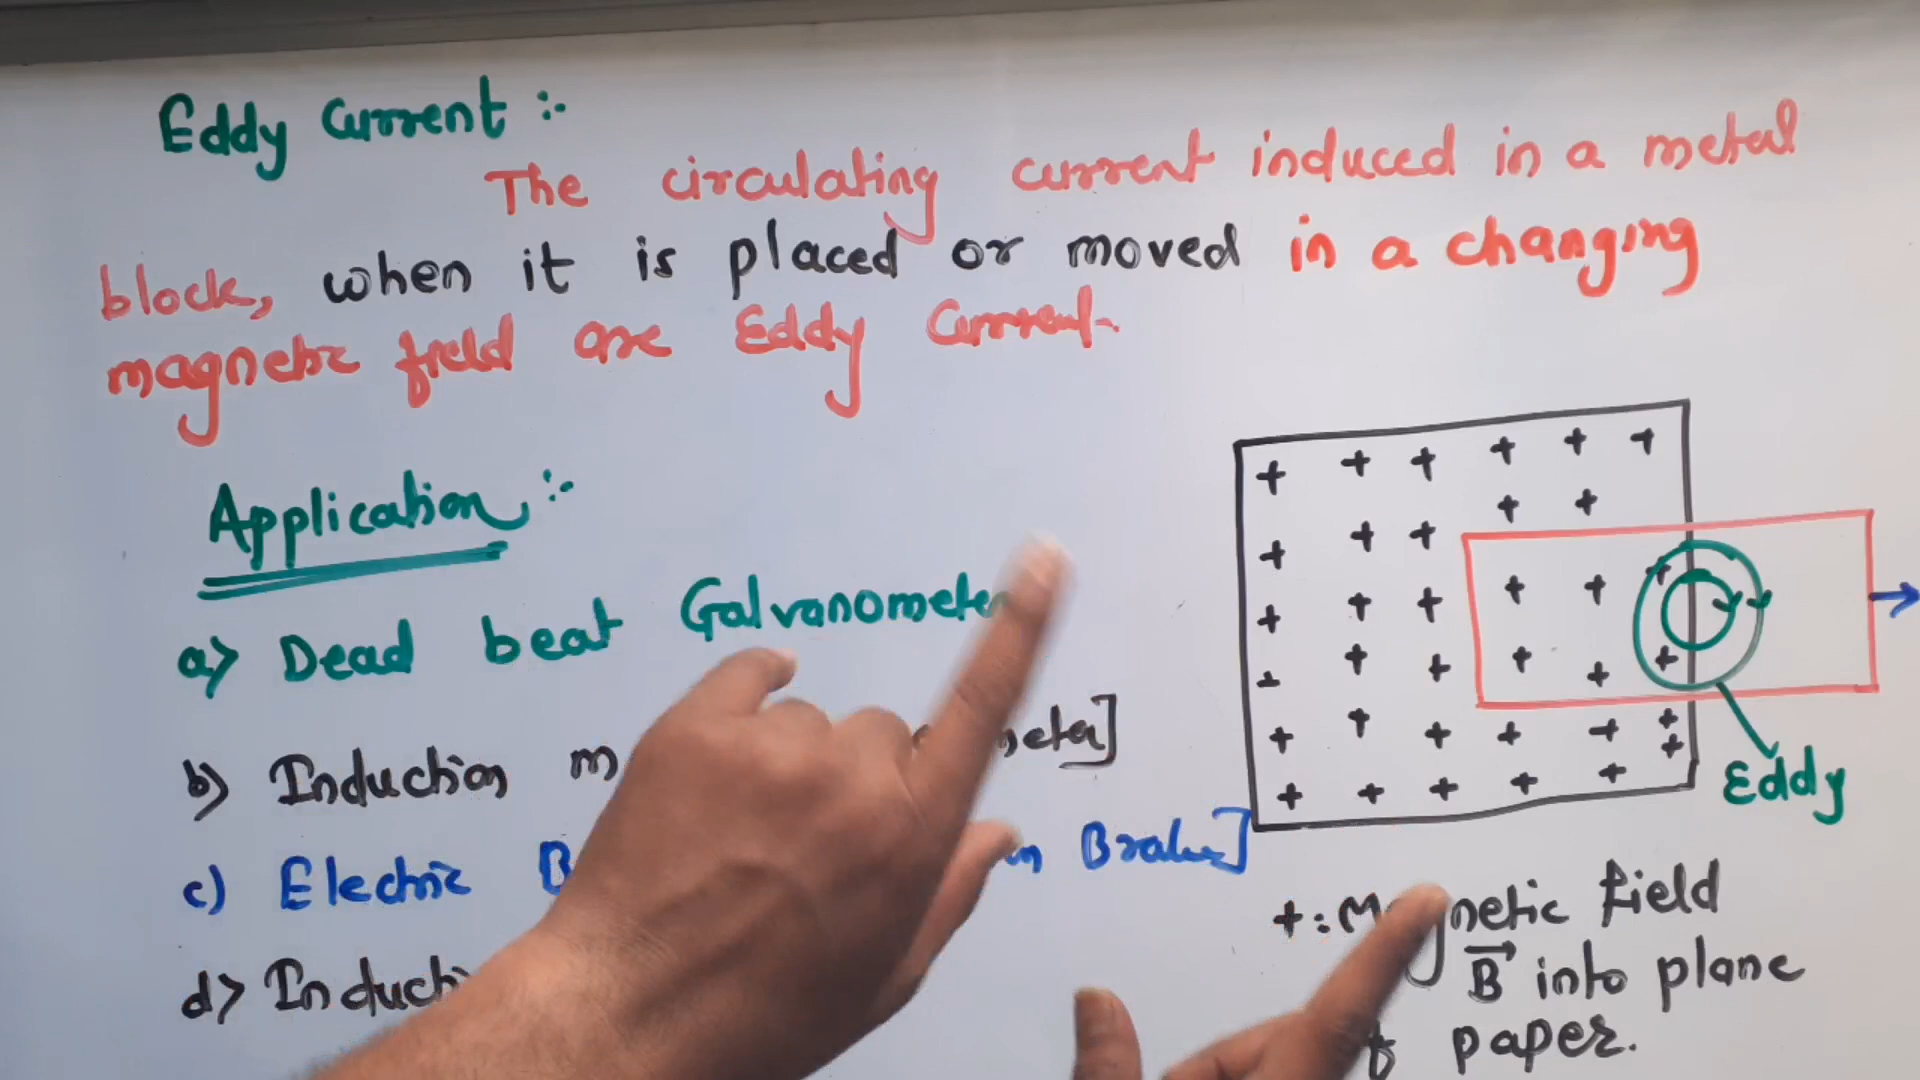 Eddy Current :-
The circulating current induced in a metal
block, when it is placed or moved in a changing
magnetic field are Eddy Current.
Application :-
a) Dead beat Galvanometer
b) Induction
c) Electric Brake]
d)
Eddy
+ : Magnetic field
B into plane
paper.